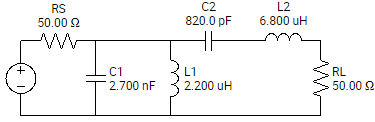 RS
50.00 Ω
C2
820.0 pF
L2
6.800 uH
+
C1
2.700 nF
L1
2.200 uH
RL
50.00 Ω